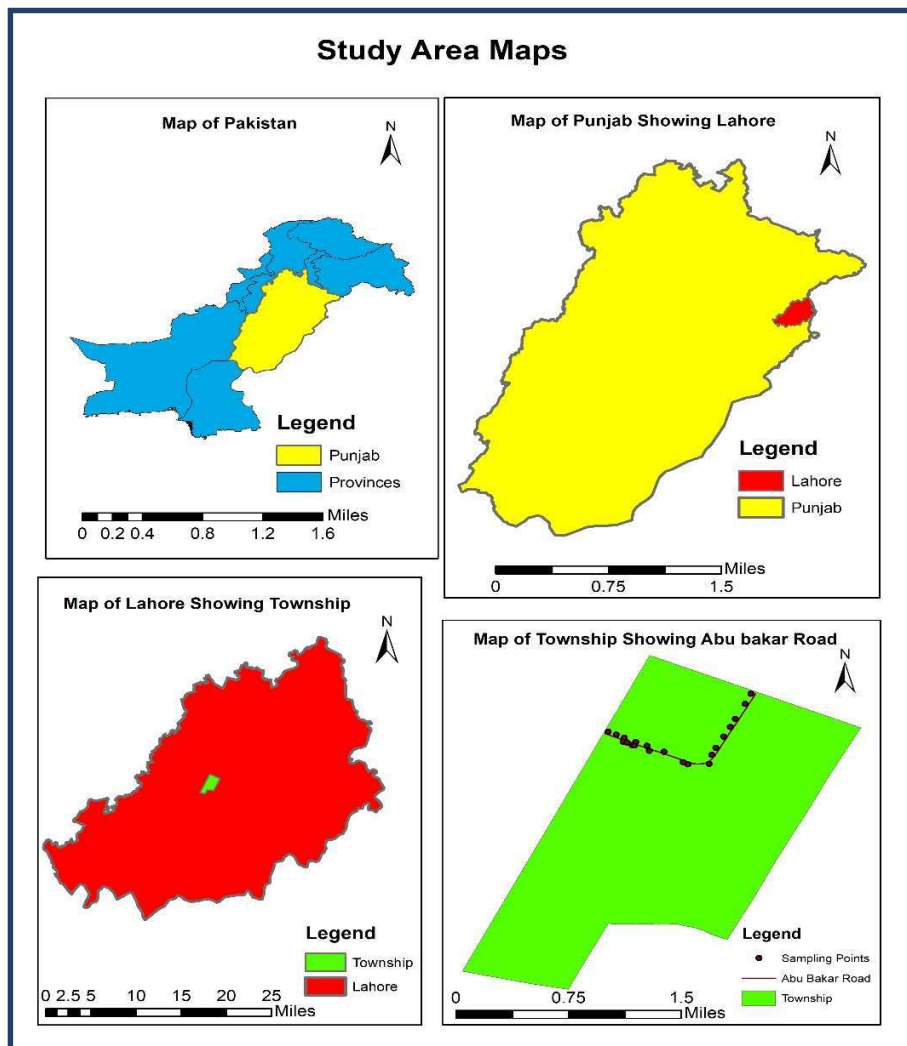 Study Area Maps
Map of Pakistan
N
Legend
Punjab
Provinces
Miles
0 0.2 0.4 0.8 1.2 1.6
Map of Punjab Showing Lahore
N
Legend
Lahore
Punjab
Miles
0 0.75 1.5
Map of Lahore Showing Township
N
Legend
Township
Lahore
0 2.5 5 10 15 20 25
Miles
Map of Township Showing Abu bakar Road
N
Legend
Sampling Points
Abu Bakar Road
Township
0 0.75 1.5
Miles